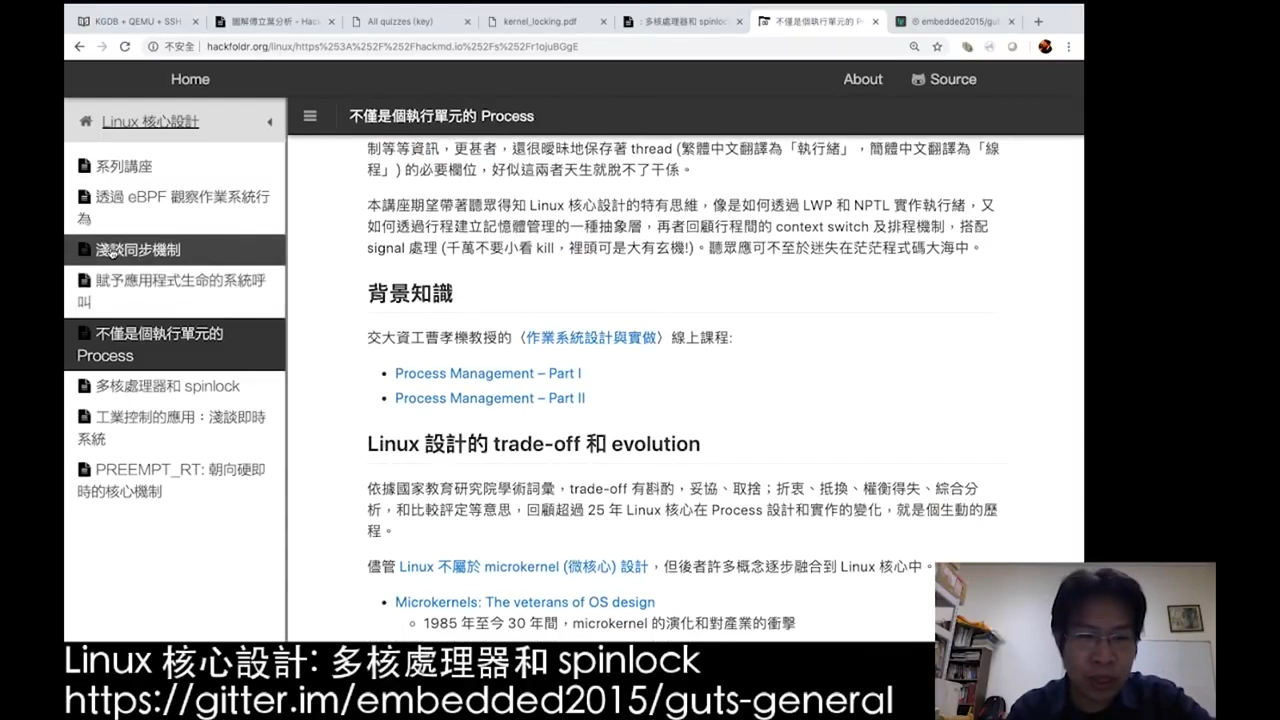 KGDB + QEMU + SSH
圖解傅立葉分析 - Hac
All quizzes (key)
kernel_locking.pdf
: 多核處理器和 spinloc
不僅是個執行單元的 P
embedded2015/gut
不安全
hackfoldr.org/linux/https%253A%252F%252Fhackmd.io%252Fs%252Fr1ojuBGgE
Home
About
Source
Linux 核心設計
不僅是個執行單元的 Process
系列講座
透過 eBPF 觀察作業系統行
為
淺談同步機制
賦予應用程式生命的系統呼
叫
不僅是個執行單元的
Process
多核處理器和 spinlock
工業控制的應用：淺談即時
系統
PREEMPT_RT: 朝向硬即
時的核心機制
制等等資訊，更甚者，還很曖昧地保存著 thread (繁體中文翻譯為「執行緒」，簡體中文翻譯為「線
程」) 的必要欄位，好似這兩者天生就脫不了干係。
本講座期望帶著聽眾得知 Linux 核心設計的特有思維，像是如何透過 LWP 和 NPTL 實作執行緒，又
如何透過行程建立記憶體管理的一種抽象層，再者回顧行程間的 context switch 及排程機制，搭配
signal 處理 (千萬不要小看 kill，裡頭可是大有玄機!)。聽眾應可不至於迷失在茫茫程式碼大海中。
背景知識
交大資工曹孝櫟教授的〈作業系統設計與實做〉線上課程:
Process Management – Part I
Process Management – Part II
Linux 設計的 trade-off 和 evolution
依據國家教育研究院學術詞彙，trade-off 有斟酌，妥協、取捨；折衷、抵換、權衡得失、綜合分
析，和比較評定等意思，回顧超過 25 年 Linux 核心在 Process 設計和實作的變化，就是個生動的歷
程。
儘管 Linux 不屬於 microkernel (微核心) 設計，但後者許多概念逐步融合到 Linux 核心中。
Microkernels: The veterans of OS design
1985 年至今 30 年間，microkernel 的演化和對產業的衝擊
Linux 核心設計: 多核處理器和 spinlock
https://gitter.im/embedded2015/guts-general